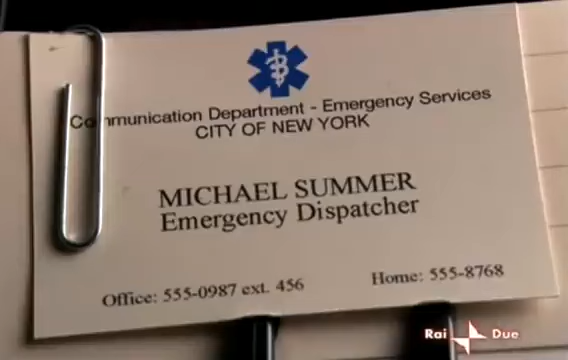 Communication Department - Emergency Services
CITY OF NEW YORK
MICHAEL SUMMER
Emergency Dispatcher
Office: 555-0987 ext. 456
Home: 555-8768
Rai Due